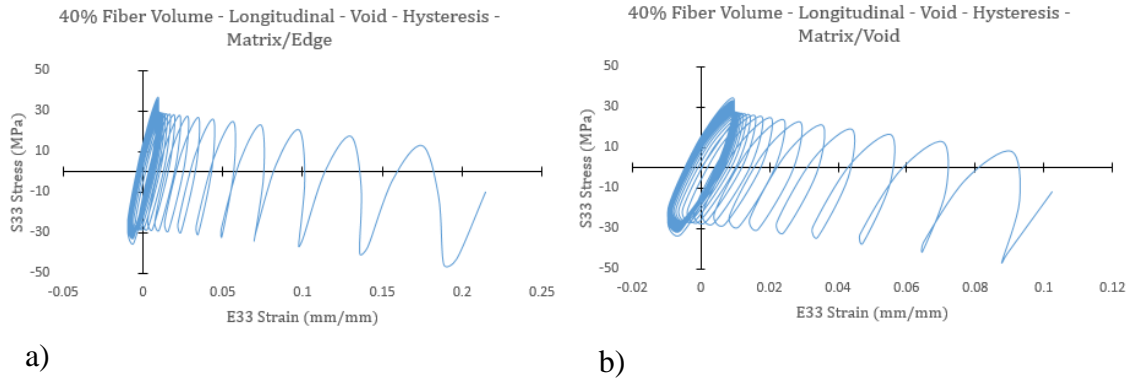 40% Fiber Volume - Longitudinal - Void - Hysteresis -
Matrix/Edge
50
30
10
-10
-30
-50
S33 Stress (MPa)
-0.05
0
0.05
0.1
0.15
0.2
0.25
E33 Strain (mm/mm)
a)
40% Fiber Volume - Longitudinal - Void - Hysteresis -
Matrix/Void
50
30
10
-10
-30
-50
S33 Stress (MPa)
-0.02
0
0.02
0.04
0.06
0.08
0.1
0.12
E33 Strain (mm/mm)
b)